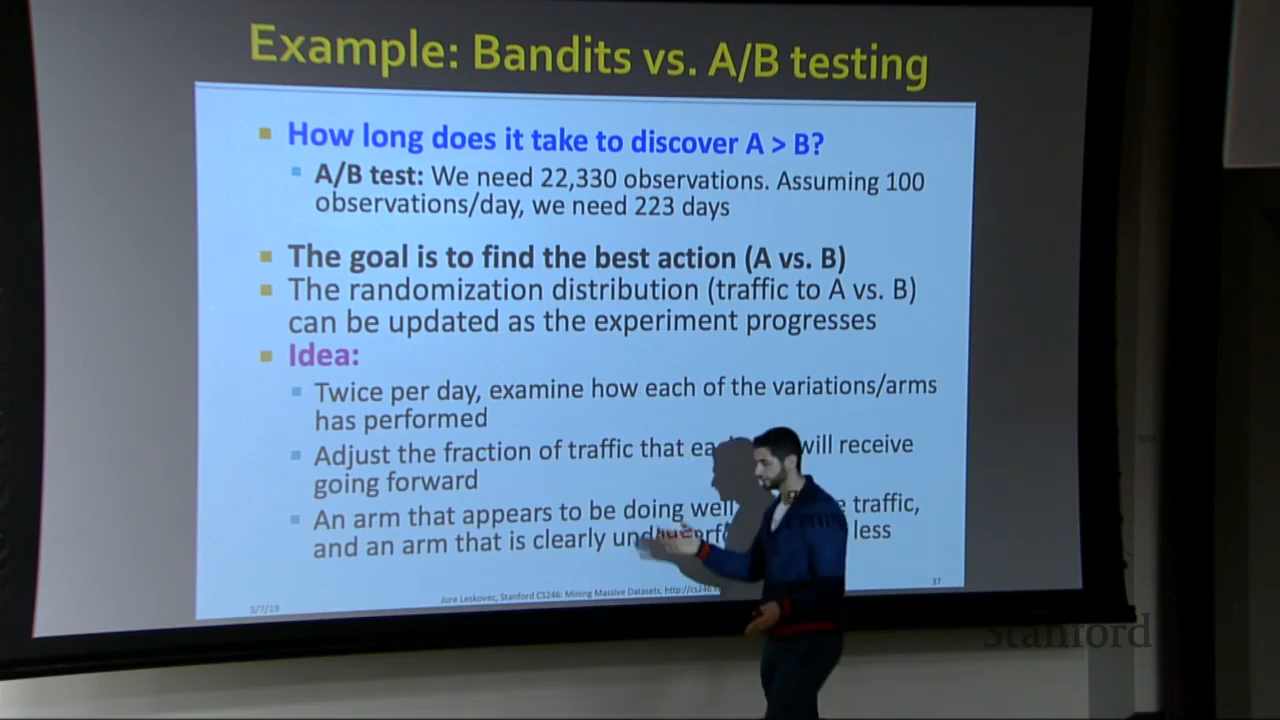 Example: Bandits vs. A/B testing
How long does it take to discover A > B?
A/B test: We need 22,330 observations. Assuming 100
observations/day, we need 223 days
The goal is to find the best action (A vs. B)
The randomization distribution (traffic to A vs. B)
can be updated as the experiment progresses
Idea:
Twice per day, examine how each of the variations/arms
has performed
Adjust the fraction of traffic that will receive
going forward
An arm that appears to be doing well traffic,
and an arm that is clearly less
Jure Leskovec, Stanford CS246: Mining Massive Datasets,
37
3/7/19
Stanford